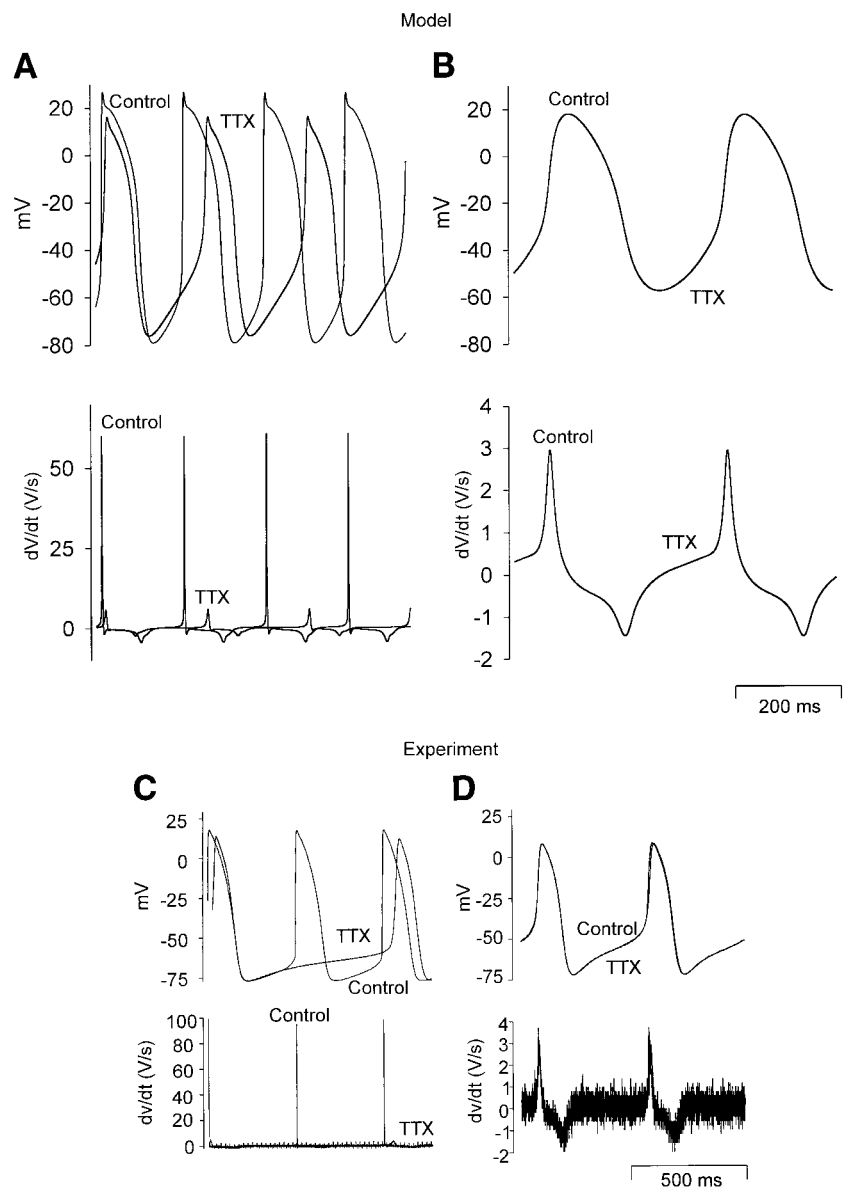 Model
A
B
20
0
-20
-40
-60
-80
mV
Control
TTX
20
0
-20
-40
-60
-80
mV
Control
TTX
50
25
0
dV/dt (V/s)
Control
TTX
4
3
2
1
0
-1
-2
dV/dt (V/s)
Control
TTX
200 ms
Experiment
C
D
25
0
-25
-50
-75
mV
TTX
Control
25
0
-25
-50
-75
mV
Control
TTX
100
80
60
40
20
0
dv/dt (V/s)
Control
TTX
4
3
2
1
0
-1
-2
dv/dt (V/s)
500 ms